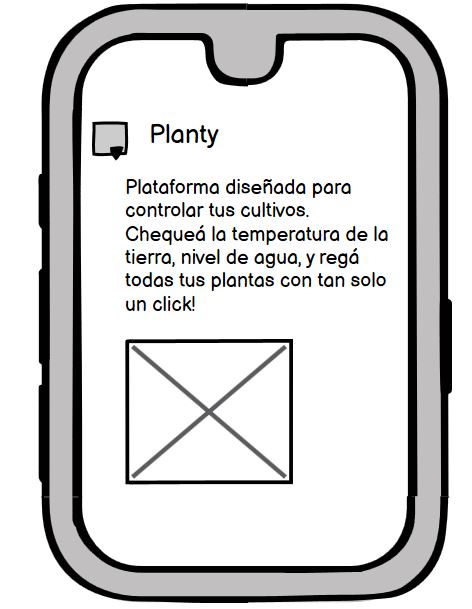 Planty
Plataforma diseñada para
controlar tus cultivos.
Chequeá la temperatura de la
tierra, nivel de agua, y regá
todas tus plantas con tan solo
un click!